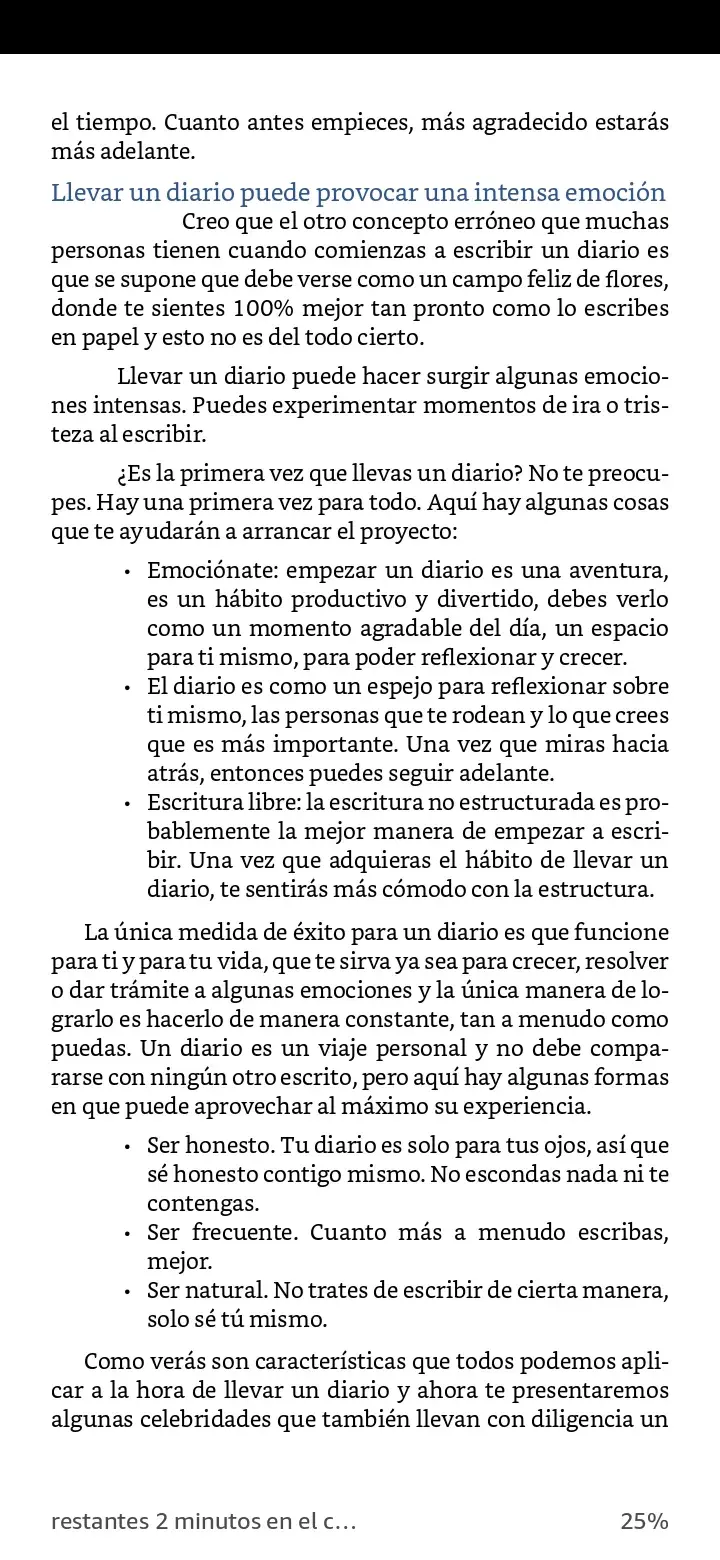 el tiempo. Cuanto antes empieces, más agradecido estarás
más adelante.
Llevar un diario puede provocar una intensa emoción
Creo que el otro concepto erróneo que muchas
personas tienen cuando comienzas a escribir un diario es
que se supone que debe verse como un campo feliz de flores,
donde te sientes 100% mejor tan pronto como lo escribes
en papel y esto no es del todo cierto.
Llevar un diario puede hacer surgir algunas emocio-
nes intensas. Puedes experimentar momentos de ira o tris-
teza al escribir.
¿Es la primera vez que llevas un diario? No te preocu-
pes. Hay una primera vez para todo. Aquí hay algunas cosas
que te ayudarán a arrancar el proyecto:
• Emociónate: empezar un diario es una aventura,
es un hábito productivo y divertido, debes verlo
como un momento agradable del día, un espacio
para ti mismo, para poder reflexionar y crecer.
• El diario es como un espejo para reflexionar sobre
ti mismo, las personas que te rodean y lo que crees
que es más importante. Una vez que miras hacia
atrás, entonces puedes seguir adelante.
• Escritura libre: la escritura no estructurada es pro-
bablemente la mejor manera de empezar a escri-
bir. Una vez que adquieras el hábito de llevar un
diario, te sentirás más cómodo con la estructura.
La única medida de éxito para un diario es que funcione
para ti y para tu vida, que te sirva ya sea para crecer, resolver
o dar trámite a algunas emociones y la única manera de lo-
grarlo es hacerlo de manera constante, tan a menudo como
puedas. Un diario es un viaje personal y no debe compa-
rarse con ningún otro escrito, pero aquí hay algunas formas
en que puede aprovechar al máximo su experiencia.
• Ser honesto. Tu diario es solo para tus ojos, así que
sé honesto contigo mismo. No escondas nada ni te
contengas.
• Ser frecuente. Cuanto más a menudo escribas,
mejor.
• Ser natural. No trates de escribir de cierta manera,
solo sé tú mismo.
Como verás son características que todos podemos apli-
car a la hora de llevar un diario y ahora te presentaremos
algunas celebridades que también llevan con diligencia un
restantes 2 minutos en el c…
25%